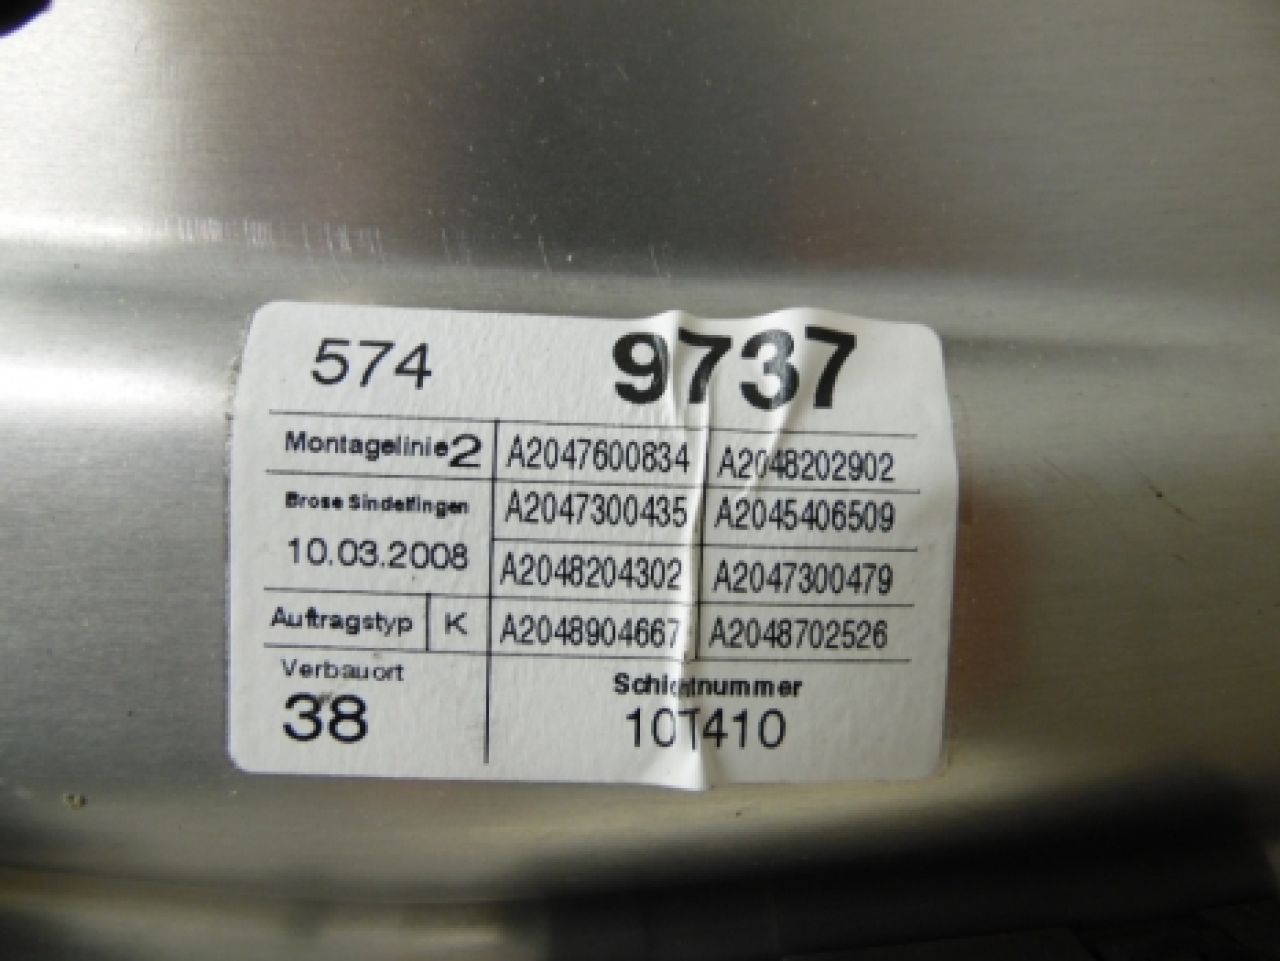 574 9737
Montagelinie 2 A2047600834 A2048202902
Brose Sindelfingen A2047300435 A2045406509
10.03.2008 A2048204302 A2047300479
Auftragstyp K A2048904667 A2048702526
Verbauort Schichtnummer
38 10T410